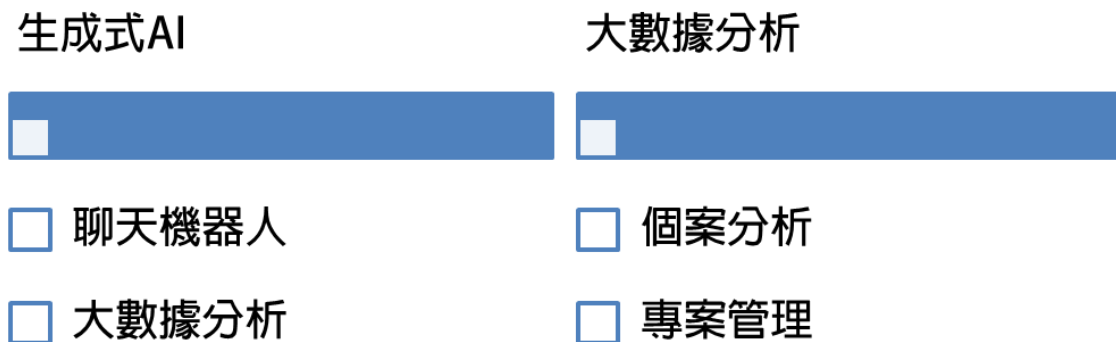 生成式AI
聊天機器人
大數據分析
大數據分析
個案分析
專案管理